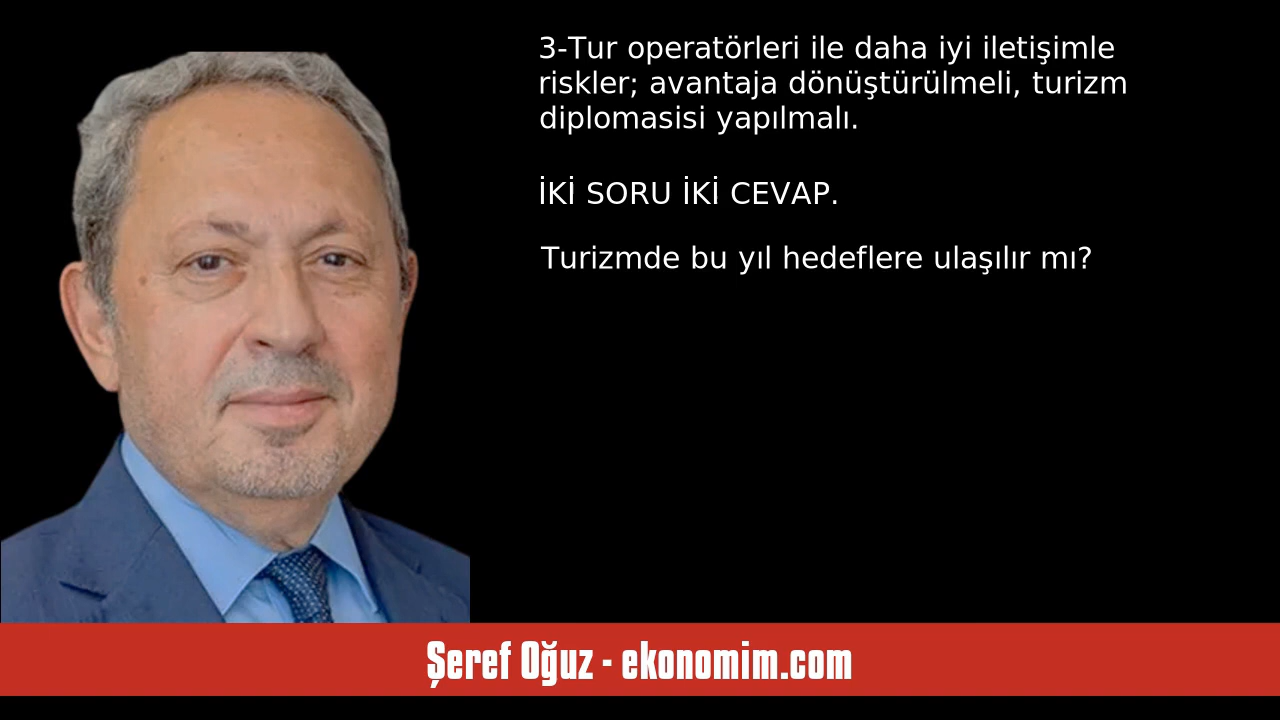 3-Tur operatörleri ile daha iyi iletişimle
riskler; avantaja dönüştürülmeli, turizm
diplomasisi yapılmalı.
İKİ SORU İKİ CEVAP.
Turizmde bu yıl hedeflere ulaşılır mı?
Şeref Oğuz - ekonomim.com